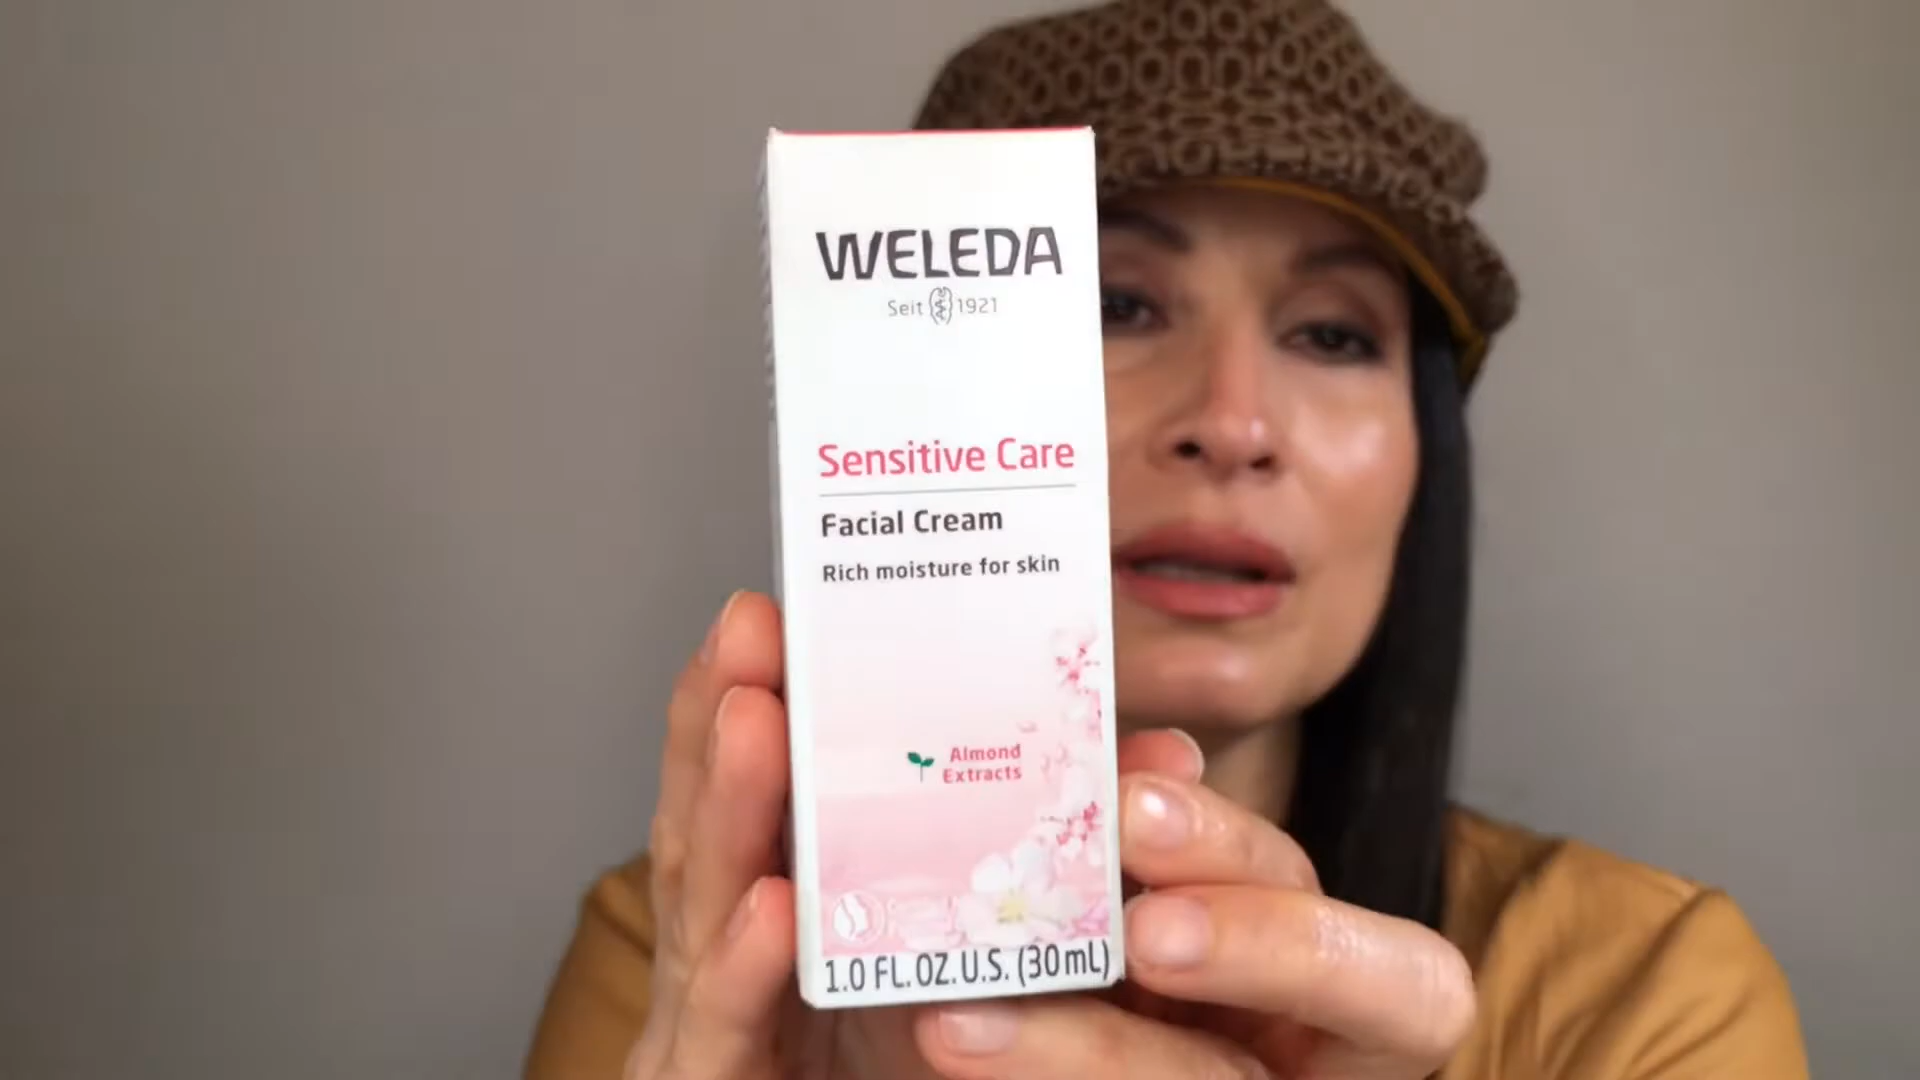 WELEDA
Seit 1921
Sensitive Care
Facial Cream
Rich moisture for skin
Almond
Extracts
1.0 FL.OZ.U.S. (30mL)